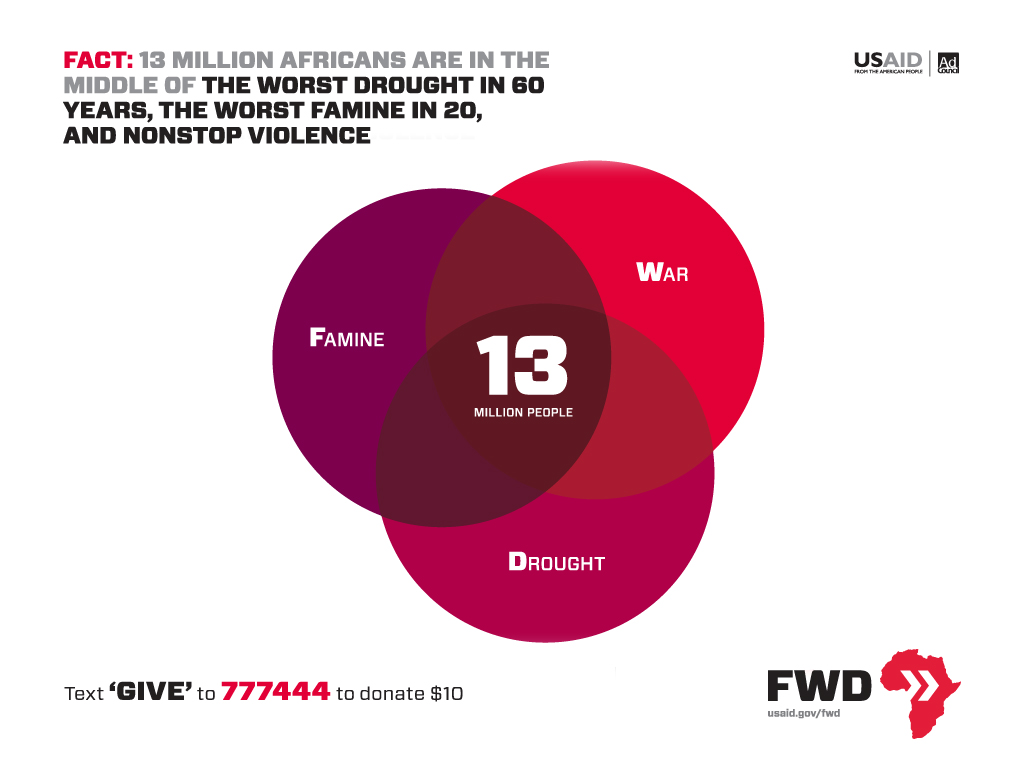 FACT: 13 MILLION AFRICANS ARE IN THE
MIDDLE OF THE WORST DROUGHT IN 60
YEARS, THE WORST FAMINE IN 20,
AND NONSTOP VIOLENCE
USAID
FROM THE AMERICAN PEOPLE
Ad
Council
WAR
FAMINE
13
MILLION PEOPLE
DROUGHT
Text ‘GIVE’ to 777444 to donate $10
FWD
usaid.gov/fwd